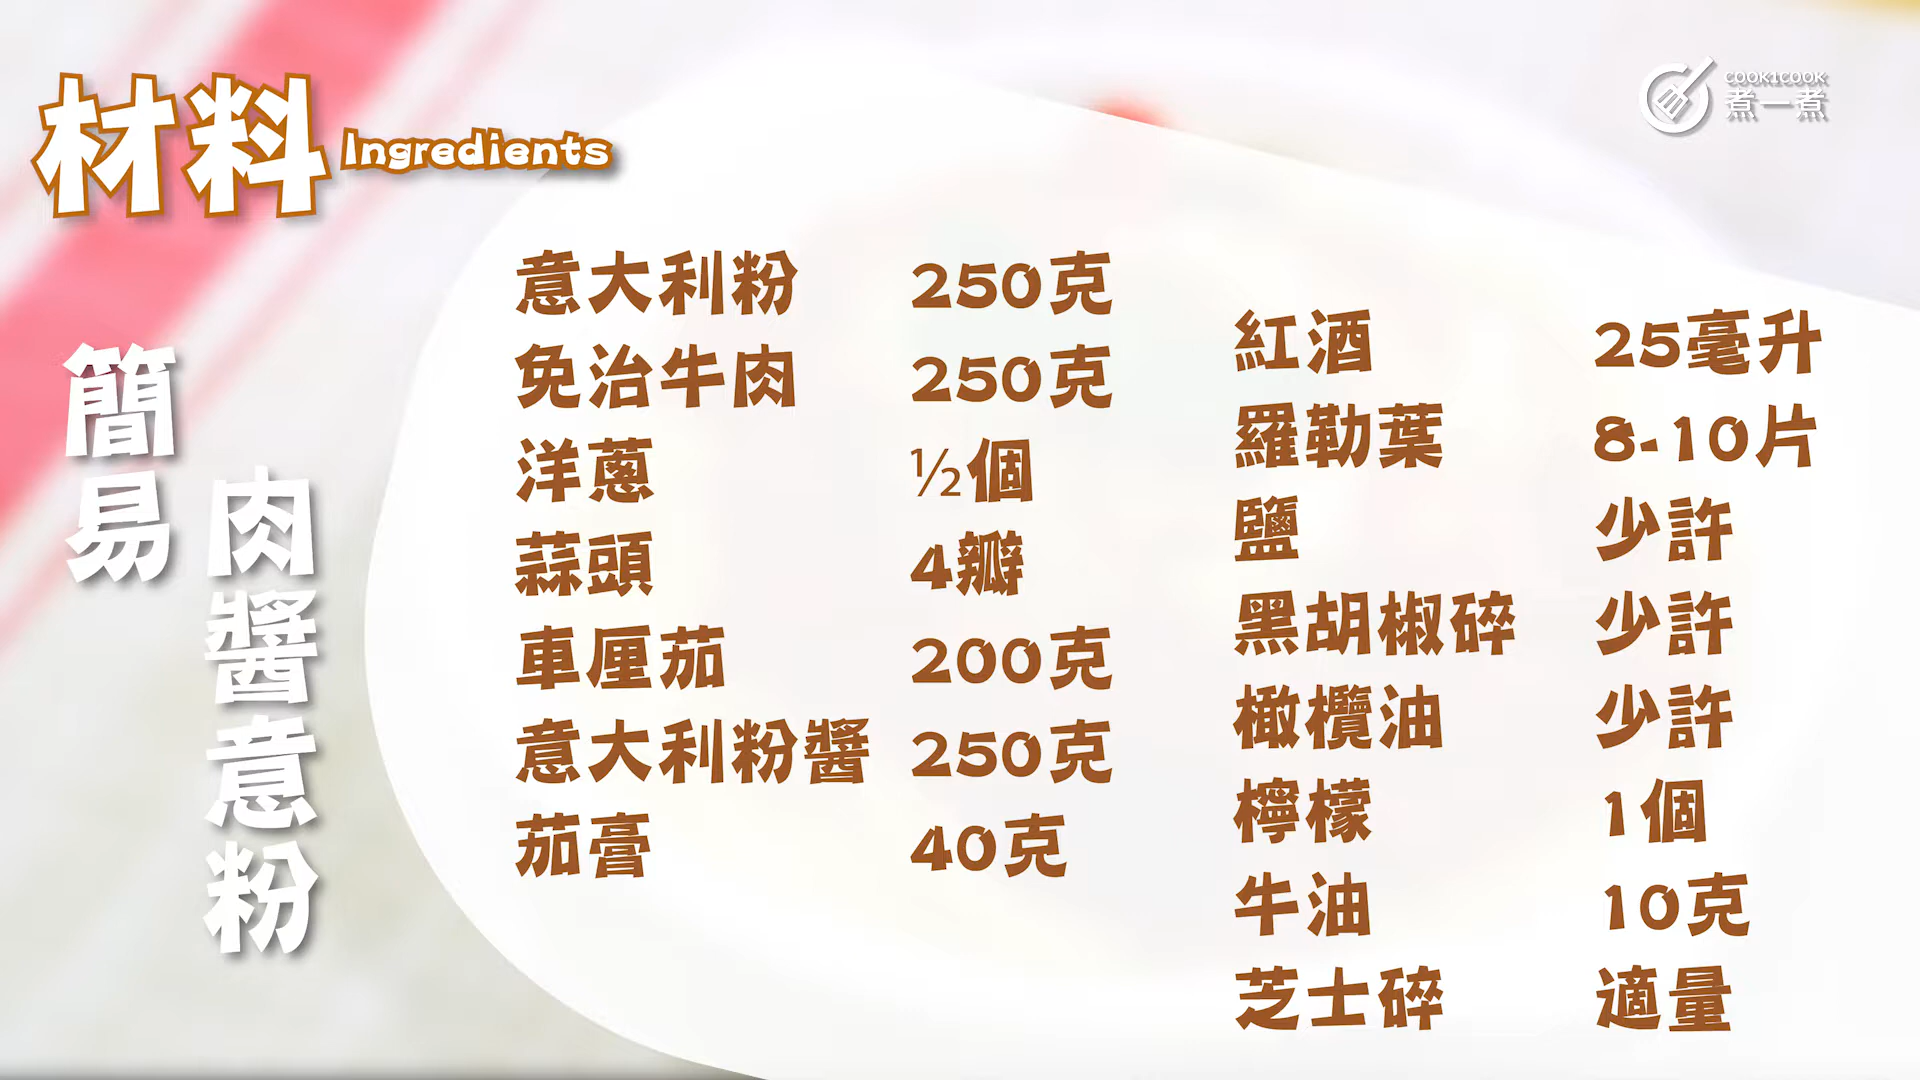 材料 Ingredients
COOK1COOK
煮一煮
簡易
肉醬意粉
意大利粉 250克
免治牛肉 250克
洋蔥 ½個
蒜頭 4瓣
車厘茄 200克
意大利粉醬 250克
茄膏 40克
紅酒 25毫升
羅勒葉 8-10片
鹽 少許
黑胡椒碎 少許
橄欖油 少許
檸檬 1個
牛油 10克
芝士碎 適量